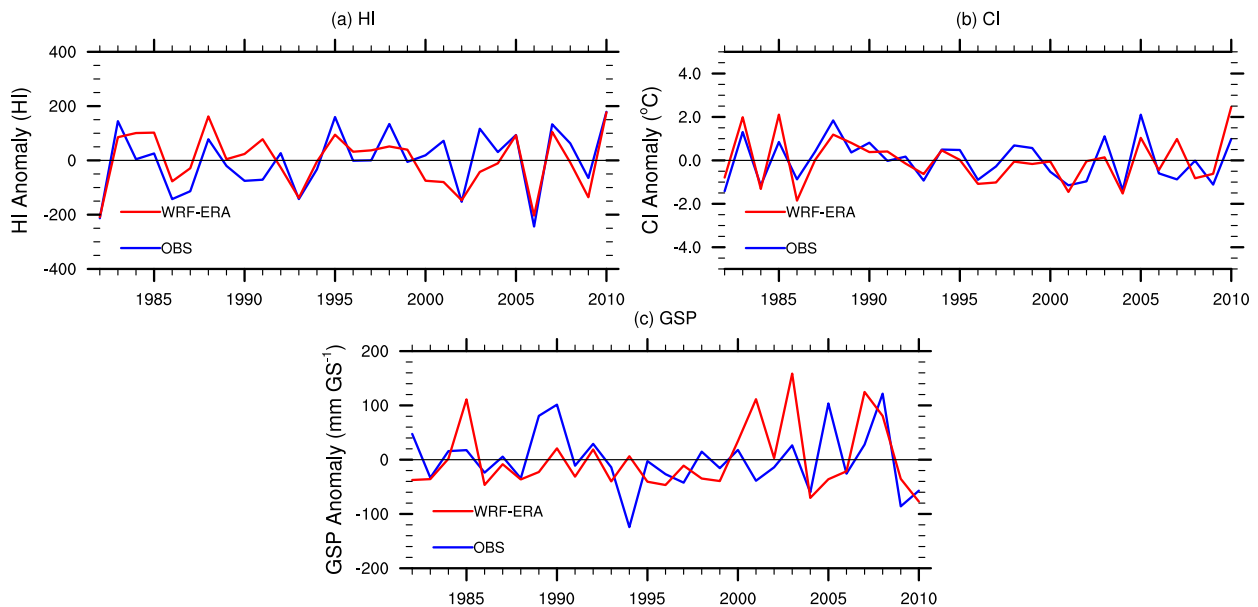 (a) HI
HI Anomaly (HI)
400
200
0
-200
-400
WRF-ERA
OBS
1985 1990 1995 2000 2005 2010
(b) CI
CI Anomaly (°C)
4.0
2.0
0.0
-2.0
-4.0
WRF-ERA
OBS
1985 1990 1995 2000 2005 2010
(c) GSP
GSP Anomaly (mm GS⁻¹)
200
100
0
-100
-200
WRF-ERA
OBS
1985 1990 1995 2000 2005 2010